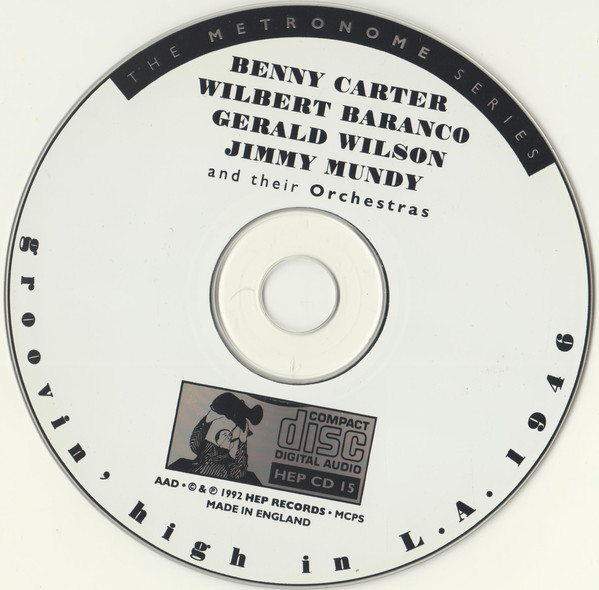 THE METRONOME SERIES
BENNY CARTER
WILBERT BARANCO
GERALD WILSON
JIMMY MUNDY
and their Orchestras
groovin' high in L.A. 1946
COMPACT
disc
DIGITAL AUDIO
HEP CD 15
AAD • © & ℗ 1992 HEP RECORDS • MCPS
MADE IN ENGLAND